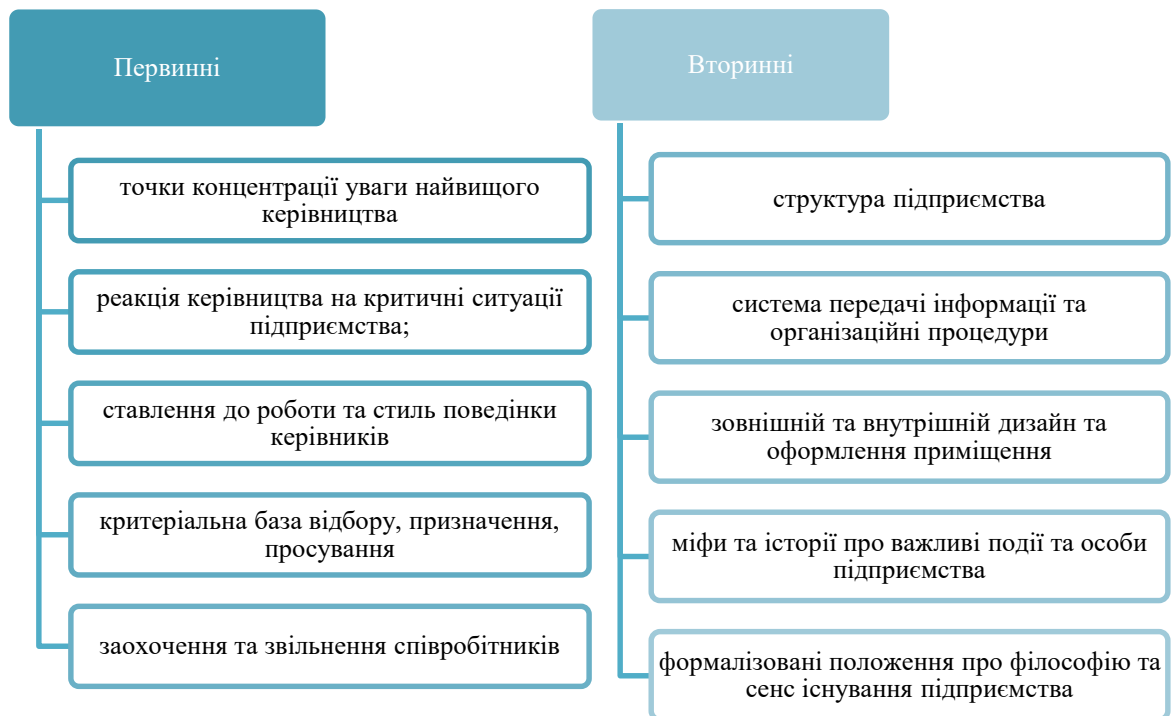 Первинні
точки концентрації уваги найвищого
керівництва
реакція керівництва на критичні ситуації
підприємства;
ставлення до роботи та стиль поведінки
керівників
критеріальна база відбору, призначення,
просування
заохочення та звільнення співробітників
Вторинні
структура підприємства
система передачі інформації та
організаційні процедури
зовнішній та внутрішній дизайн та
оформлення приміщення
міфи та історії про важливі події та особи
підприємства
формалізовані положення про філософію та
сенс існування підприємства